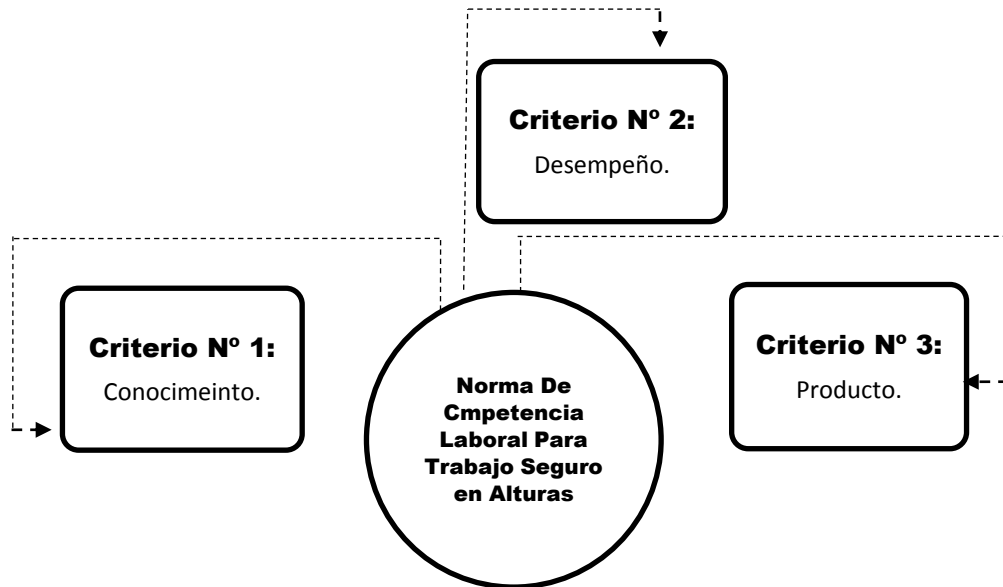 Criterio Nº 2:
Desempeño.
Criterio Nº 1:
Conocimeinto.
Norma De
Cmpetencia
Laboral Para
Trabajo Seguro
en Alturas
Criterio Nº 3:
Producto.